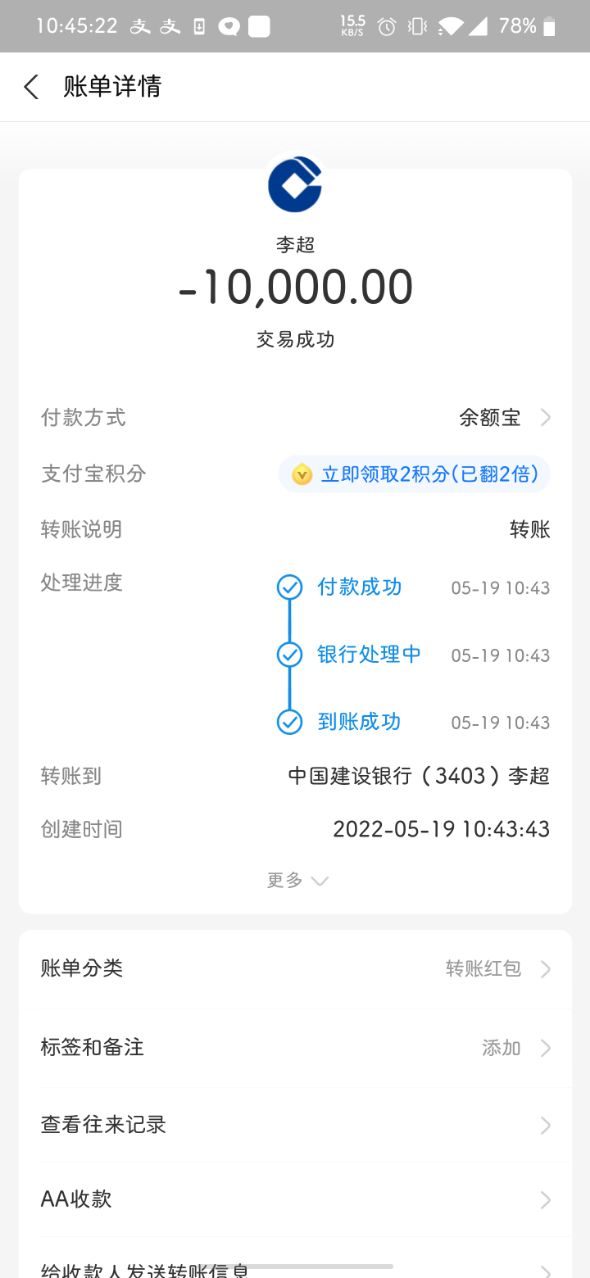 10:45:22 支 支 15.5 KB/S 78%
账单详情
李超
-10,000.00
交易成功
付款方式 余额宝
支付宝积分 立即领取2积分(已翻2倍)
转账说明 转账
处理进度 付款成功 05-19 10:43
银行处理中 05-19 10:43
到账成功 05-19 10:43
转账到 中国建设银行（3403）李超
创建时间 2022-05-19 10:43:43
更多
账单分类 转账红包
标签和备注 添加
查看往来记录
AA收款
给收款人发送转账信息